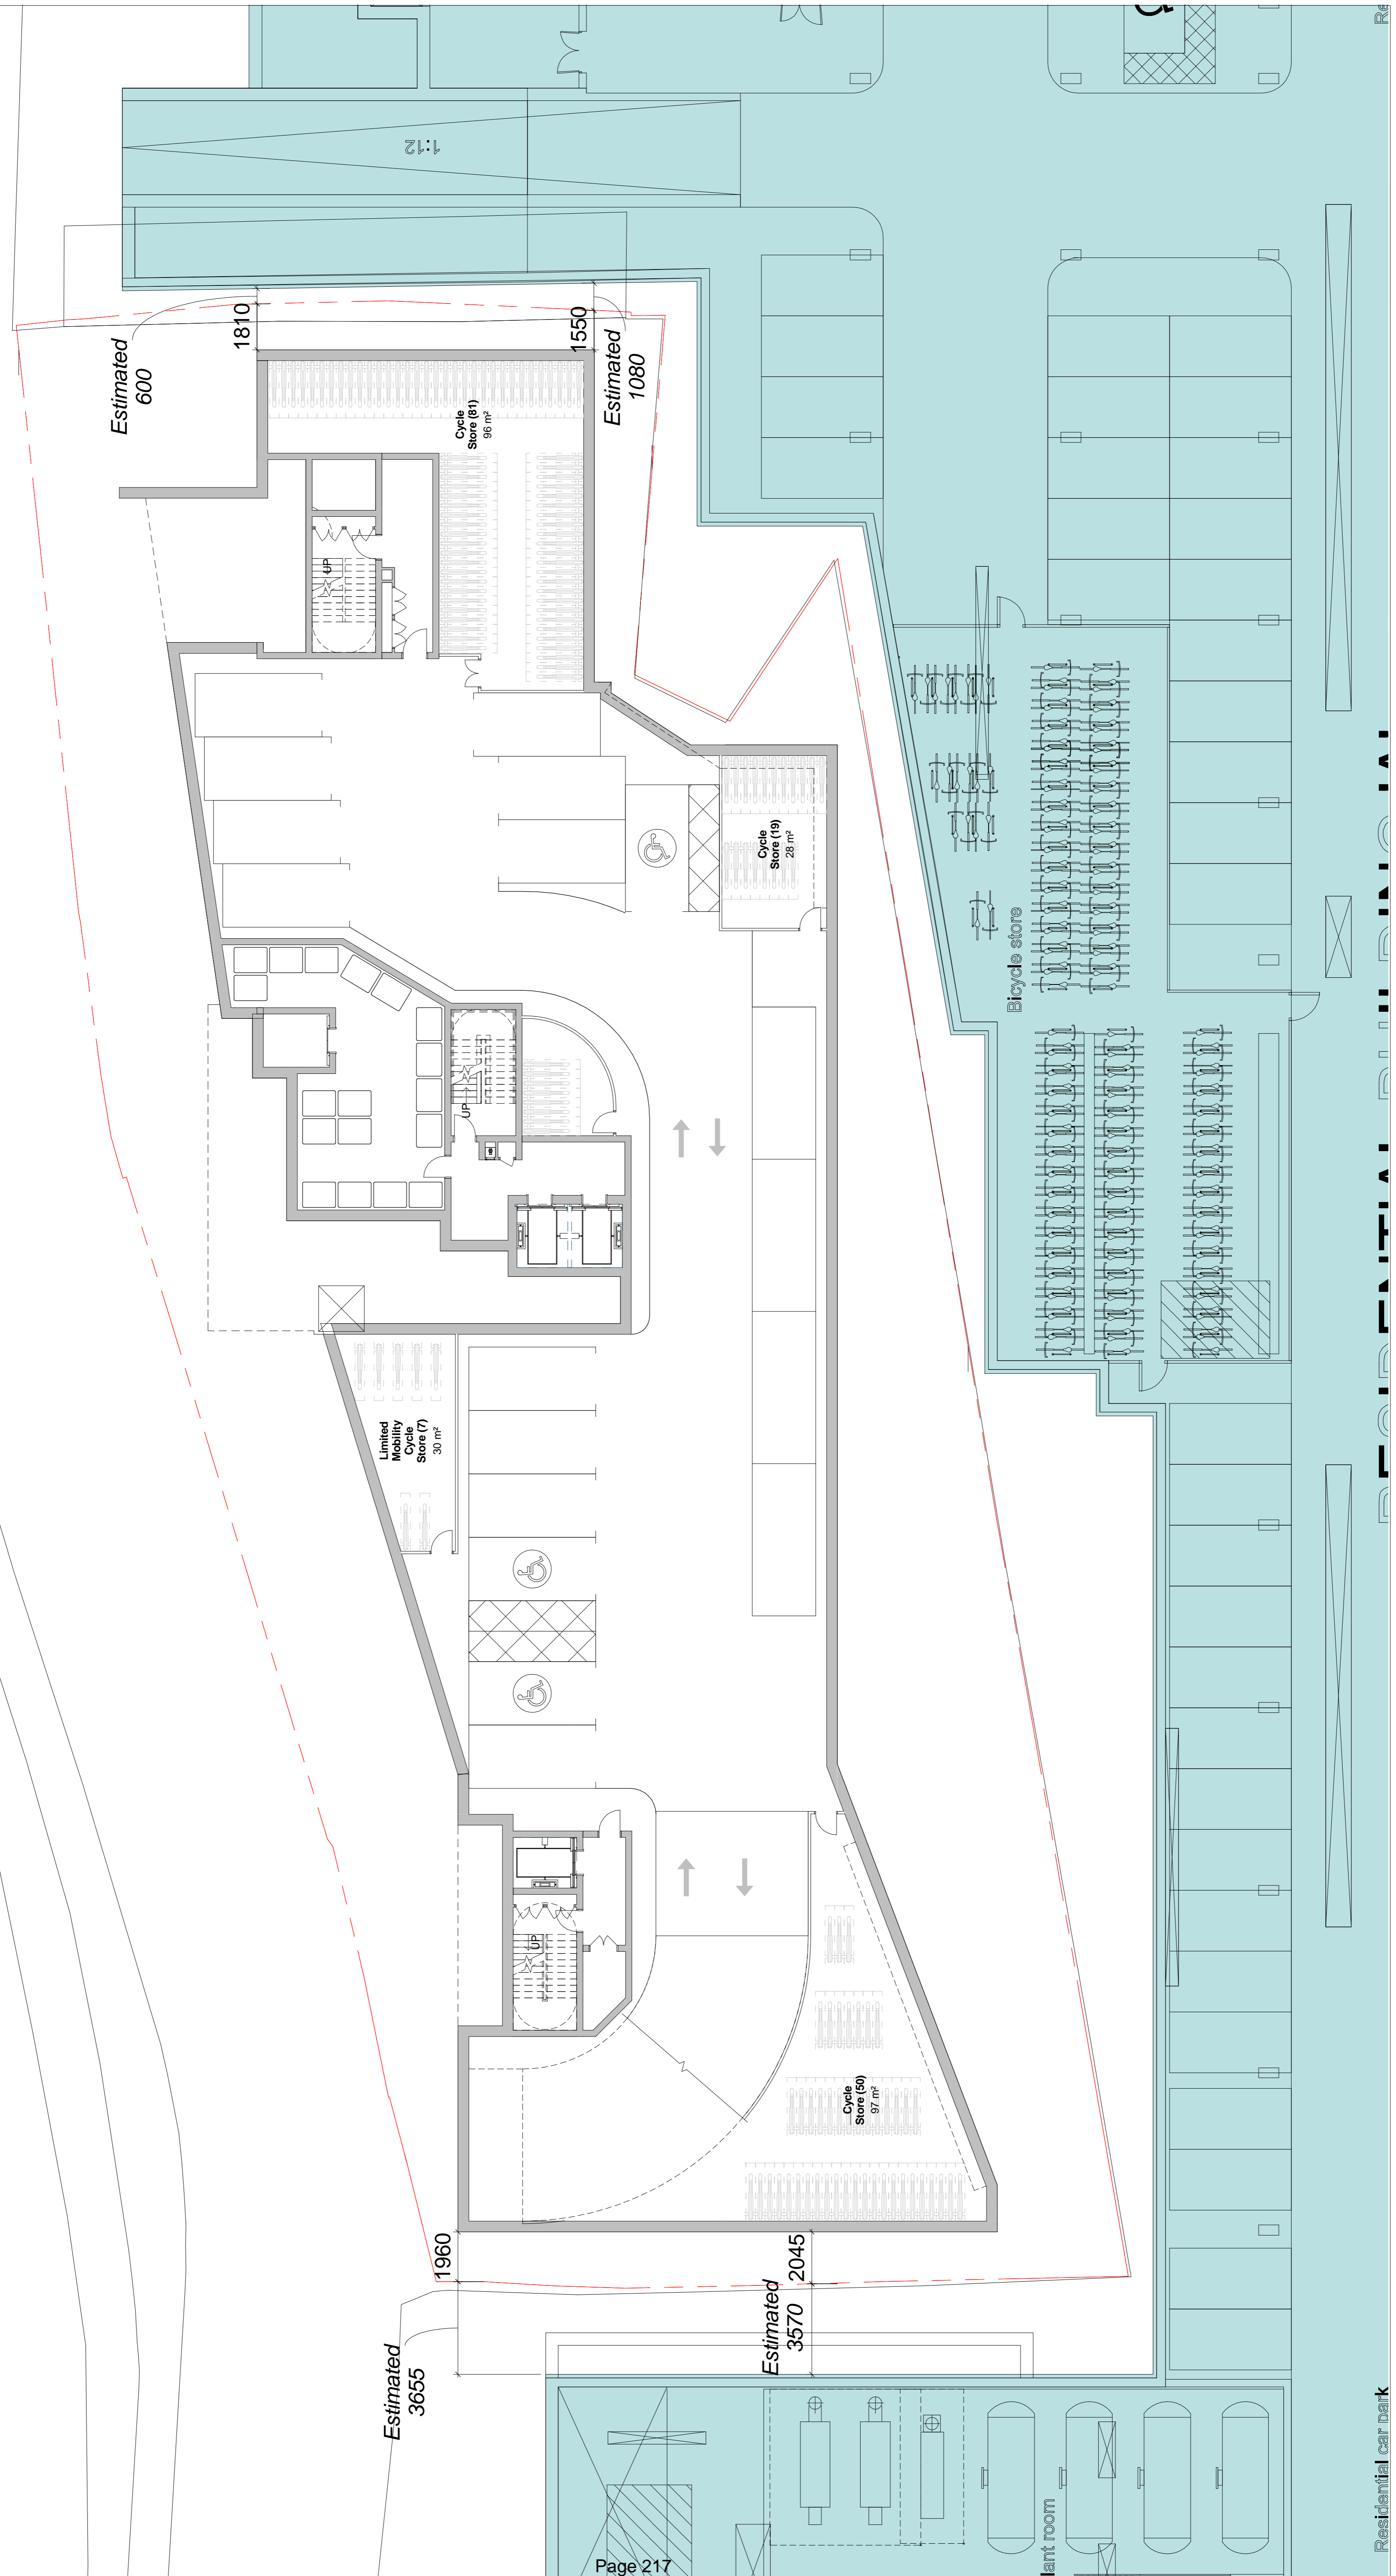 1:12
Estimated
600
1810
1550
Estimated
1080
Cycle
Store (81)
96 m²
UP
Cycle
Store (19)
28 m²
Bicycle store
UP
Limited
Mobility
Cycle
Store (7)
30 m²
UP
Cycle
Store (50)
97 m²
1960
2045
Estimated
3655
Estimated
3570
Residential car park
room
Page 217